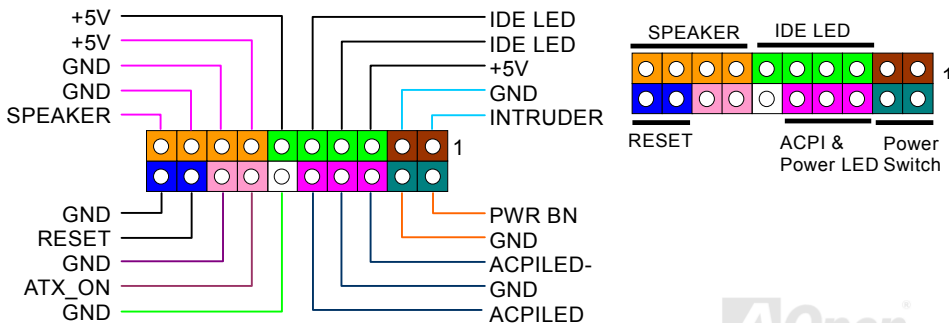 +5V
+5V
GND
GND
SPEAKER
IDE LED
IDE LED
+5V
GND
INTRUDER
1
GND
RESET
GND
ATX_ON
GND
PWR BN
GND
ACPILED-
GND
ACPILED
SPEAKER
IDE LED
1
RESET
ACPI &
Power LED
Power
Switch
AOpen®